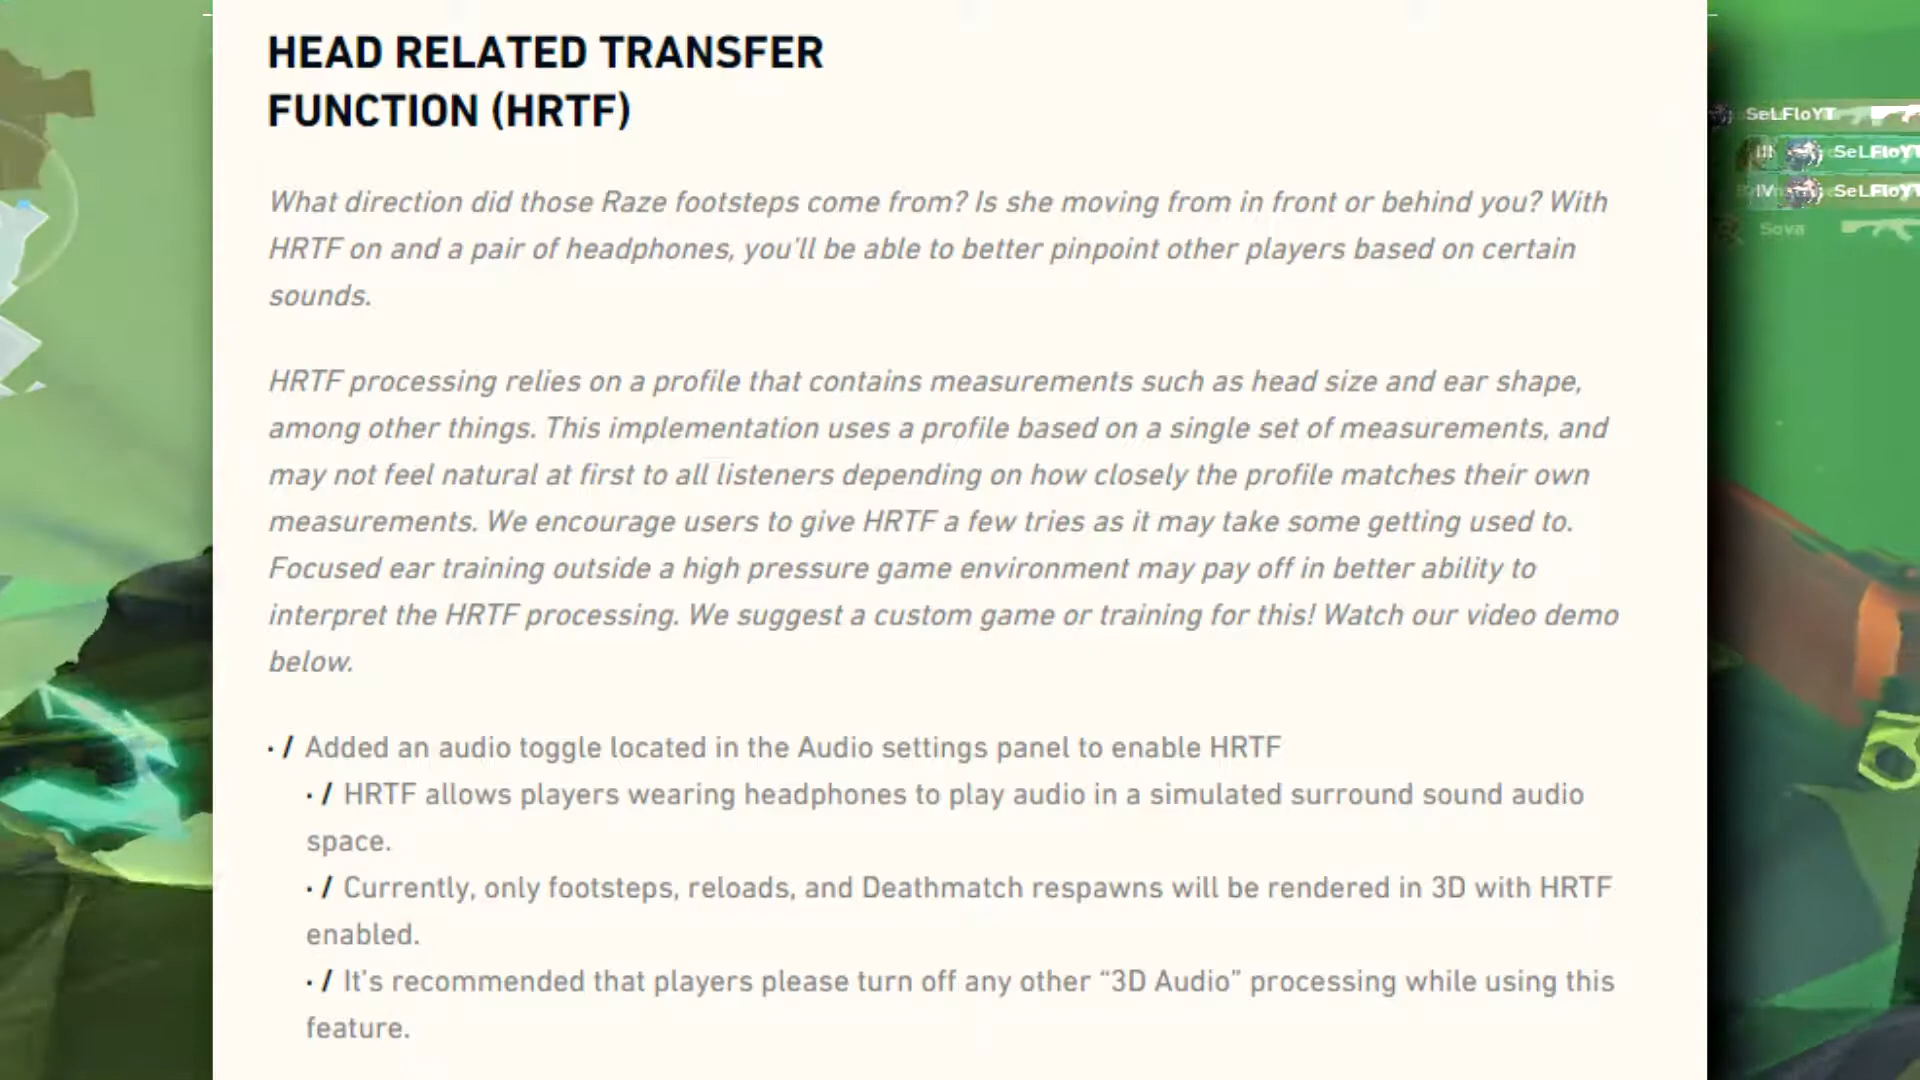 HEAD RELATED TRANSFER
FUNCTION (HRTF)
What direction did those Raze footsteps come from? Is she moving from in front or behind you? With
HRTF on and a pair of headphones, you'll be able to better pinpoint other players based on certain
sounds.
HRTF processing relies on a profile that contains measurements such as head size and ear shape,
among other things. This implementation uses a profile based on a single set of measurements, and
may not feel natural at first to all listeners depending on how closely the profile matches their own
measurements. We encourage users to give HRTF a few tries as it may take some getting used to.
Focused ear training outside a high pressure game environment may pay off in better ability to
interpret the HRTF processing. We suggest a custom game or training for this! Watch our video demo
below.
· / Added an audio toggle located in the Audio settings panel to enable HRTF
· / HRTF allows players wearing headphones to play audio in a simulated surround sound audio
space.
· / Currently, only footsteps, reloads, and Deathmatch respawns will be rendered in 3D with HRTF
enabled.
· / It's recommended that players please turn off any other “3D Audio” processing while using this
feature.
SeLFloYT
SeLFloYT
SeLFloYT
Sova